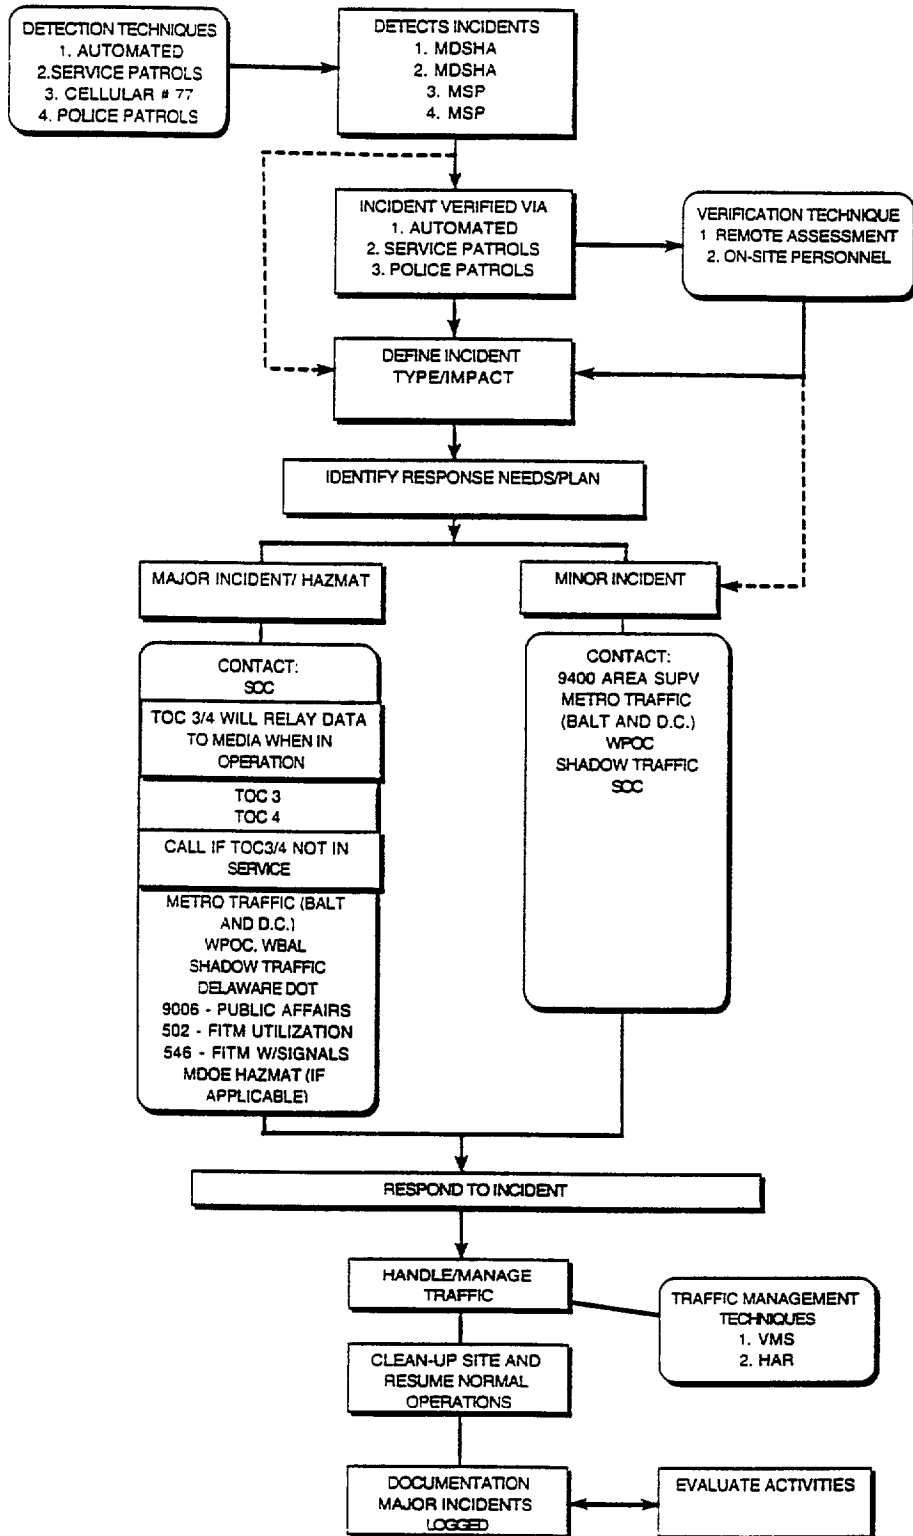 DETECTION TECHNIQUES
1. AUTOMATED
2.SERVICE PATROLS
3. CELLULAR # 77
4. POLICE PATROLS
DETECTS INCIDENTS
1. MDSHA
2. MDSHA
3. MSP
4. MSP
INCIDENT VERIFIED VIA
1. AUTOMATED
2. SERVICE PATROLS
3. POLICE PATROLS
VERIFICATION TECHNIQUE
1 REMOTE ASSESSMENT
2. ON-SITE PERSONNEL
DEFINE INCIDENT
TYPE/IMPACT
IDENTIFY RESPONSE NEEDS/PLAN
MAJOR INCIDENT/ HAZMAT
CONTACT:
SOC
TOC 3/4 WILL RELAY DATA
TO MEDIA WHEN IN
OPERATION
TOC 3
TOC 4
CALL IF TOC3/4 NOT IN
SERVICE
METRO TRAFFIC (BALT
AND D.C.)
WPOC, WBAL
SHADOW TRAFFIC
DELAWARE DOT
9006 - PUBLIC AFFAIRS
502 - FITM UTILIZATION
546 - FITM W/SIGNALS
MDOE HAZMAT (IF
APPLICABLE)
MINOR INCIDENT
CONTACT:
9400 AREA SUPV
METRO TRAFFIC
(BALT AND D.C.)
WPOC
SHADOW TRAFFIC
SOC
RESPOND TO INCIDENT
HANDLE/MANAGE
TRAFFIC
TRAFFIC MANAGEMENT
TECHNIQUES
1. VMS
2. HAR
CLEAN-UP SITE AND
RESUME NORMAL
OPERATIONS
DOCUMENTATION
MAJOR INCIDENTS
LOGGED
EVALUATE ACTIVITIES